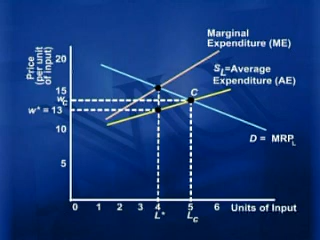 Marginal
Expenditure (ME)
Price
(per unit
of input)
20
S_L=Average
Expenditure (AE)
15
w_C
C
w* = 13
10
D = MRP_L
5
0 1 2 3 4 5 6 Units of Input
L* L_C